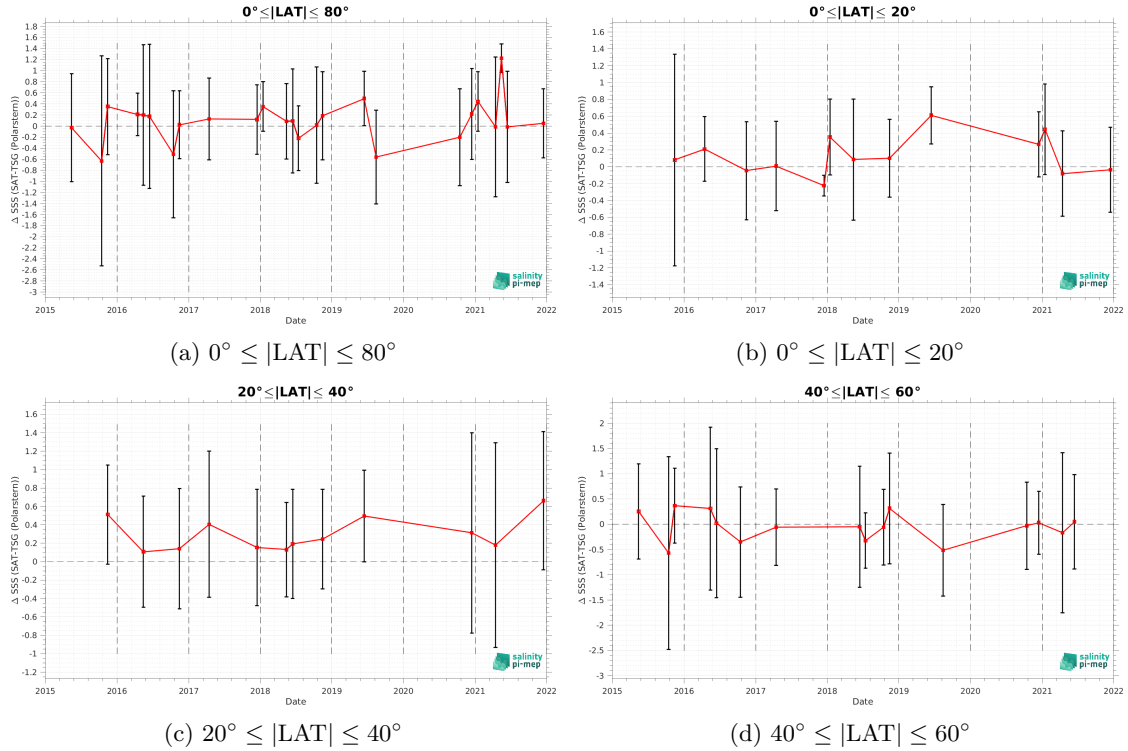 0°≤|LAT|≤ 80°
1.8
1.6
1.4
1.2
1
0.8
0.6
0.4
0.2
0
-0.2
-0.4
-0.6
-0.8
-1
-1.2
-1.4
-1.6
-1.8
-2
-2.2
-2.4
-2.6
-2.8
-3
Δ SSS (SAT-TSG (Polarstern))
salinity
pi-mep
2015 2016 2017 2018 2019 2020 2021 2022
Date
(a) 0° ≤ |LAT| ≤ 80°
0°≤|LAT|≤ 20°
1.6
1.4
1.2
1
0.8
0.6
0.4
0.2
0
-0.2
-0.4
-0.6
-0.8
-1
-1.2
-1.4
Δ SSS (SAT-TSG (Polarstern))
salinity
pi-mep
2015 2016 2017 2018 2019 2020 2021 2022
Date
(b) 0° ≤ |LAT| ≤ 20°
20°≤|LAT|≤ 40°
1.6
1.4
1.2
1
0.8
0.6
0.4
0.2
0
-0.2
-0.4
-0.6
-0.8
-1
-1.2
Δ SSS (SAT-TSG (Polarstern))
salinity
pi-mep
2015 2016 2017 2018 2019 2020 2021 2022
Date
(c) 20° ≤ |LAT| ≤ 40°
40°≤|LAT|≤ 60°
2
1.5
1
0.5
0
-0.5
-1
-1.5
-2
-2.5
-3
Δ SSS (SAT-TSG (Polarstern))
salinity
pi-mep
2015 2016 2017 2018 2019 2020 2021 2022
Date
(d) 40° ≤ |LAT| ≤ 60°